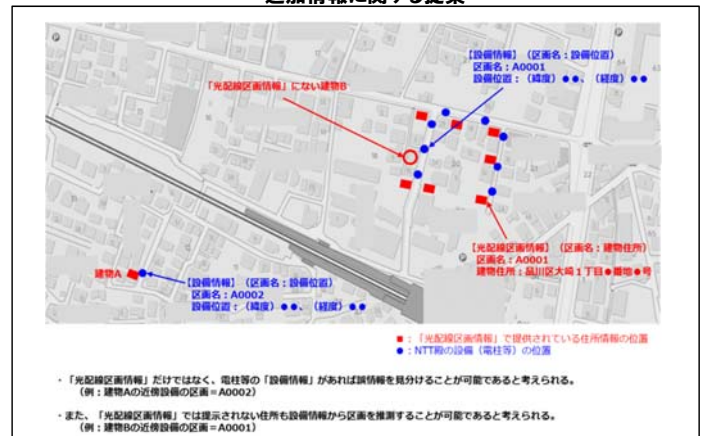 追加情報に関する提案
【設備情報】（区画名：設備位置）
区画名：A0001
設備位置：（緯度）●●、（経度）●●
「光配線区画情報」にない建物B
【光配線区画情報】（区画名：建物住所）
区画名：A0001
建物住所：品川区大崎１丁目●番地●号
建物A
【設備情報】（区画名：設備位置）
区画名：A0002
設備位置：（緯度）●●、（経度）●●
■：「光配線区画情報」で提供されている住所情報の位置
●：NTT殿の設備（電柱等）の位置
・「光配線区画情報」だけではなく、電柱等の「設備情報」があれば誤情報を見分けることが可能であると考えられる。
（例：建物Aの近傍設備の区画＝A0002）
・また、「光配線区画情報」では提示されない住所も設備情報から区画を推測することが可能であると考えられる。
（例：建物Bの近傍設備の区画＝A0001）